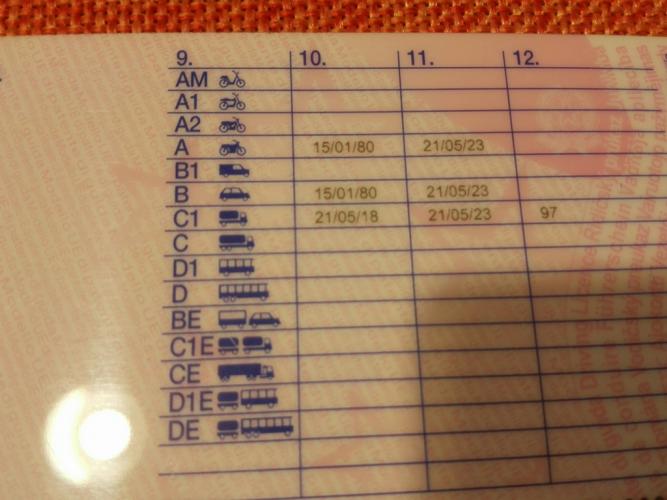 9. 10. 11. 12.
AM
A1
A2
A 15/01/80 21/05/23
B1
B 15/01/80 21/05/23
C1 21/05/18 21/05/23 97
C
D1
D
BE
C1E
CE
D1E
DE